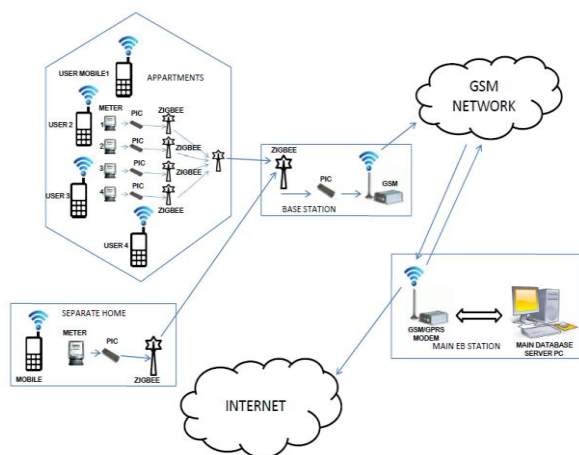 USER MOBILE1
APPARTMENTS
ZIGBEE
METER
PIC
USER 2
1
PIC
2
ZIGBEE
PIC
3
ZIGBEE
USER 3
PIC
4
ZIGBEE
USER 4
ZIGBEE
PIC
GSM
BASE STATION
GSM
NETWORK
SEPARATE HOME
METER
PIC
MOBILE
ZIGBEE
GSM/GPRS
MODEM
MAIN EB STATION
MAIN DATABASE
SERVER PC
INTERNET